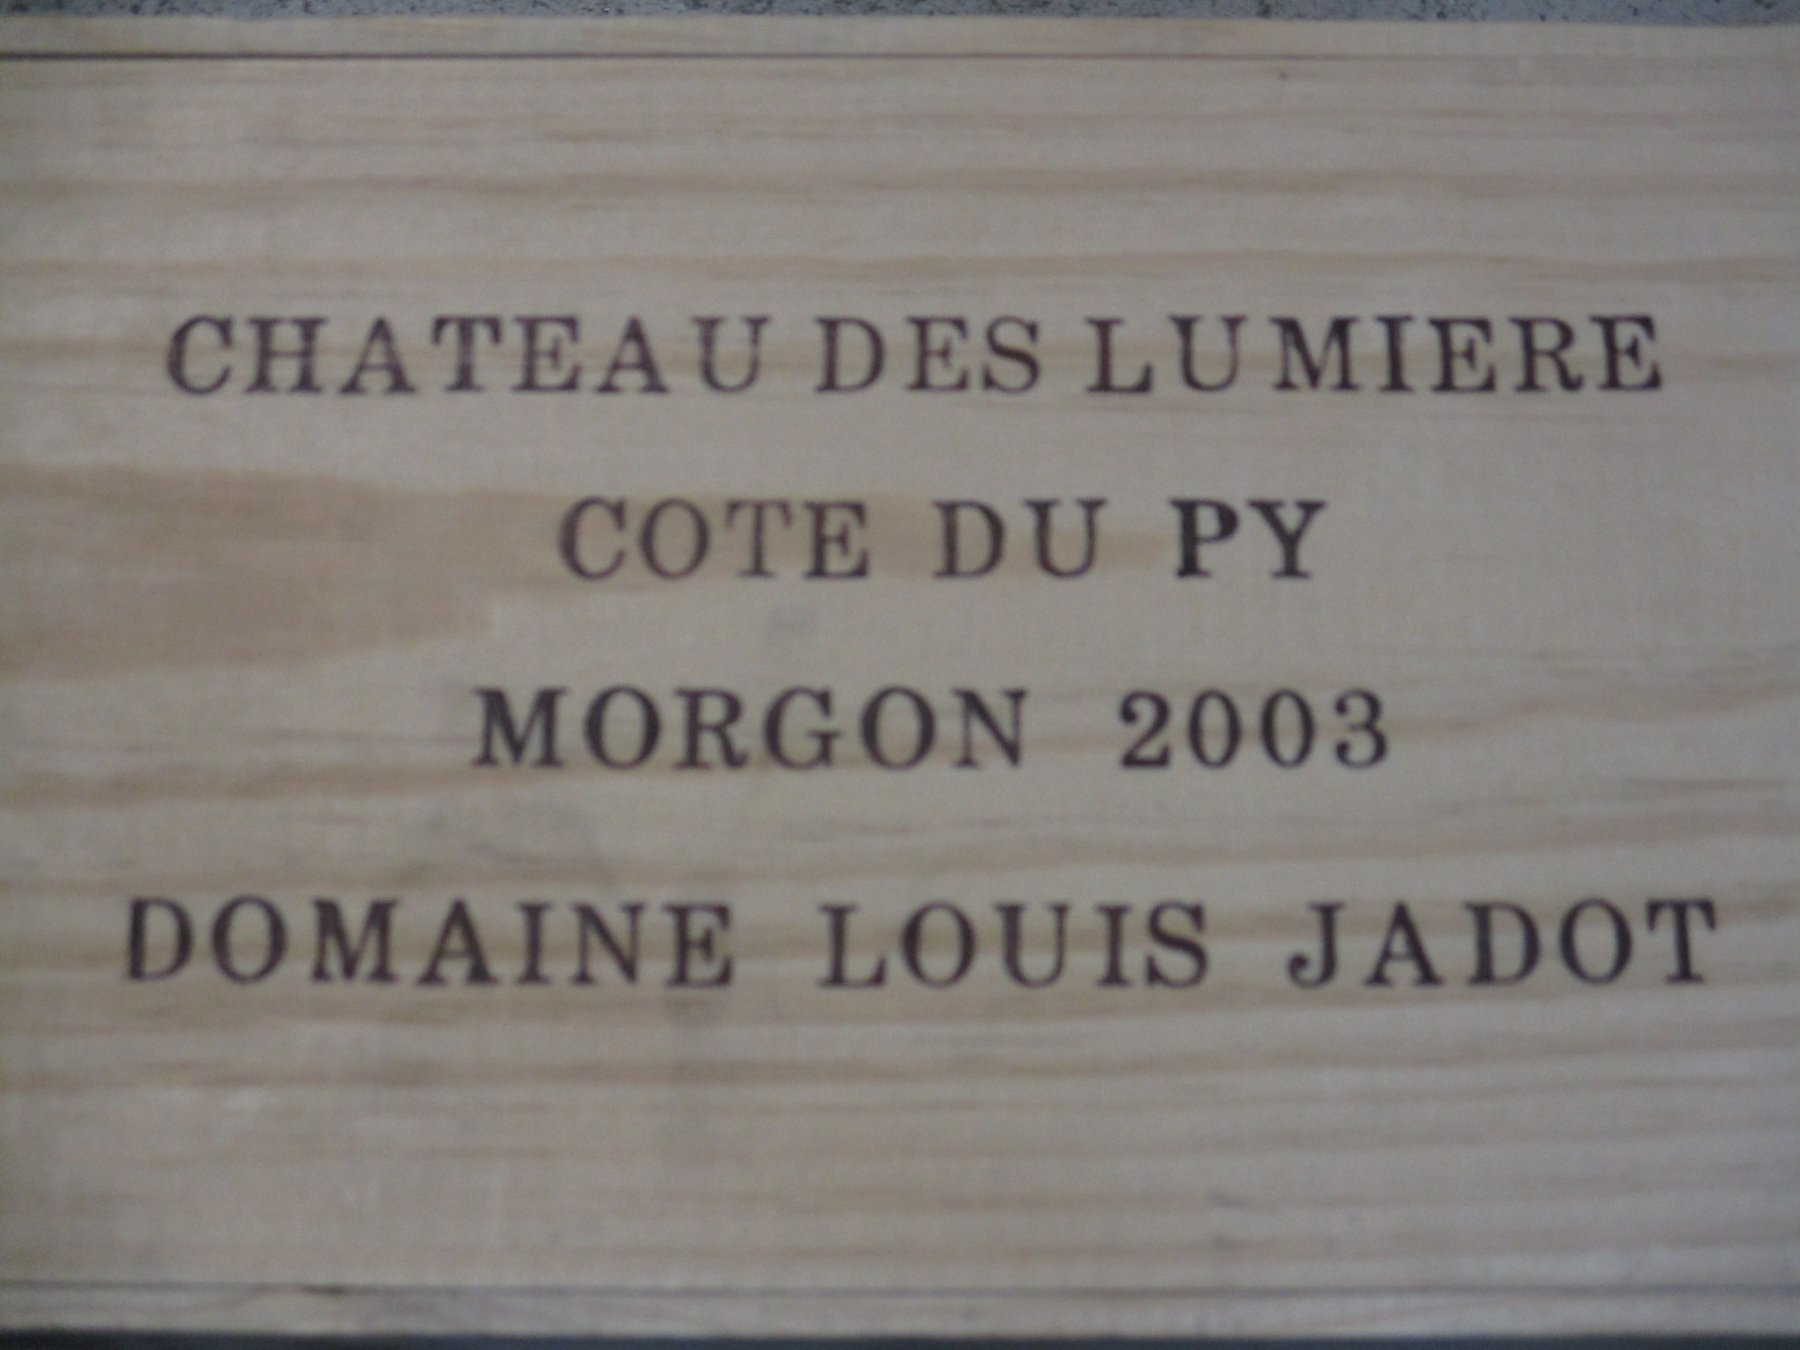 CHATEAU DES LUMIERE
COTE DU PY
MORGON 2003
DOMAINE LOUIS JADOT